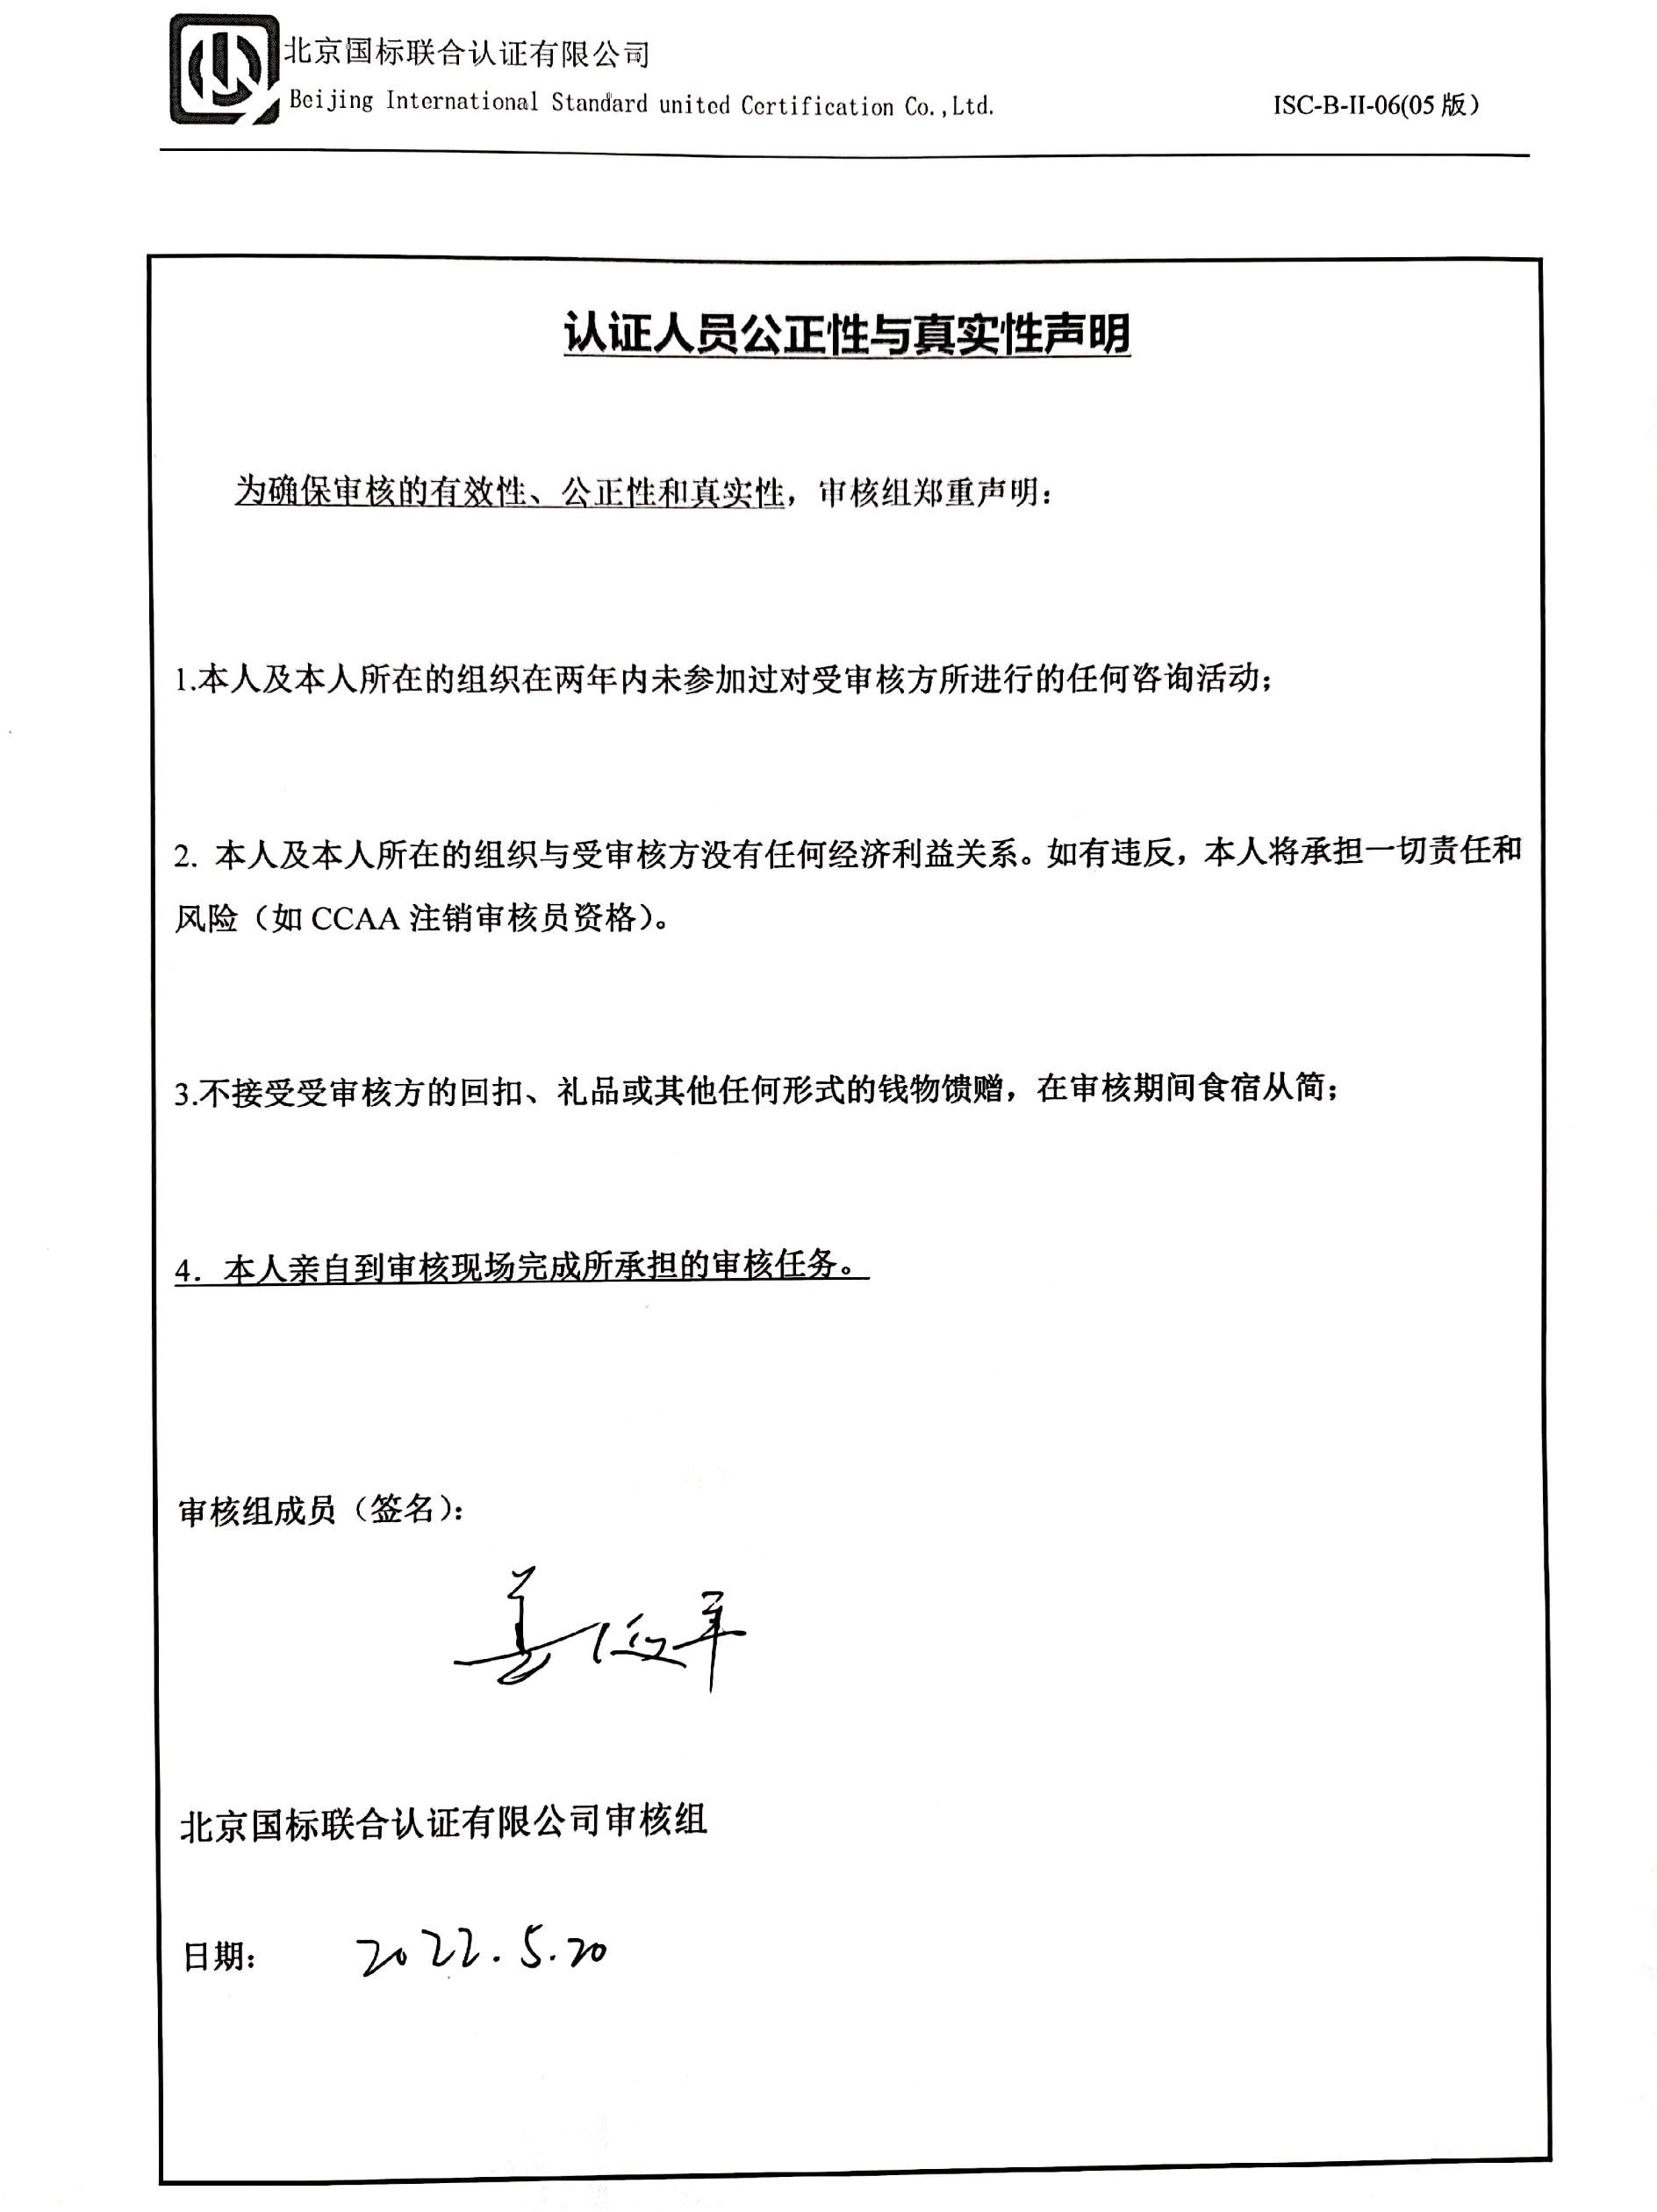 北京国标联合认证有限公司
Beijing International Standard united Certification Co.,Ltd.
ISC-B-II-06(05 版)
认证人员公正性与真实性声明
为确保审核的有效性、公正性和真实性，审核组郑重声明：
1.本人及本人所在的组织在两年内未参加过对受审核方所进行的任何咨询活动；
2. 本人及本人所在的组织与受审核方没有任何经济利益关系。如有违反，本人将承担一切责任和
风险（如 CCAA 注销审核员资格）。
3.不接受受审核方的回扣、礼品或其他任何形式的钱物馈赠，在审核期间食宿从简；
4. 本人亲自到审核现场完成所承担的审核任务。
审核组成员（签名）：
北京国标联合认证有限公司审核组
日期： 2022.5.20